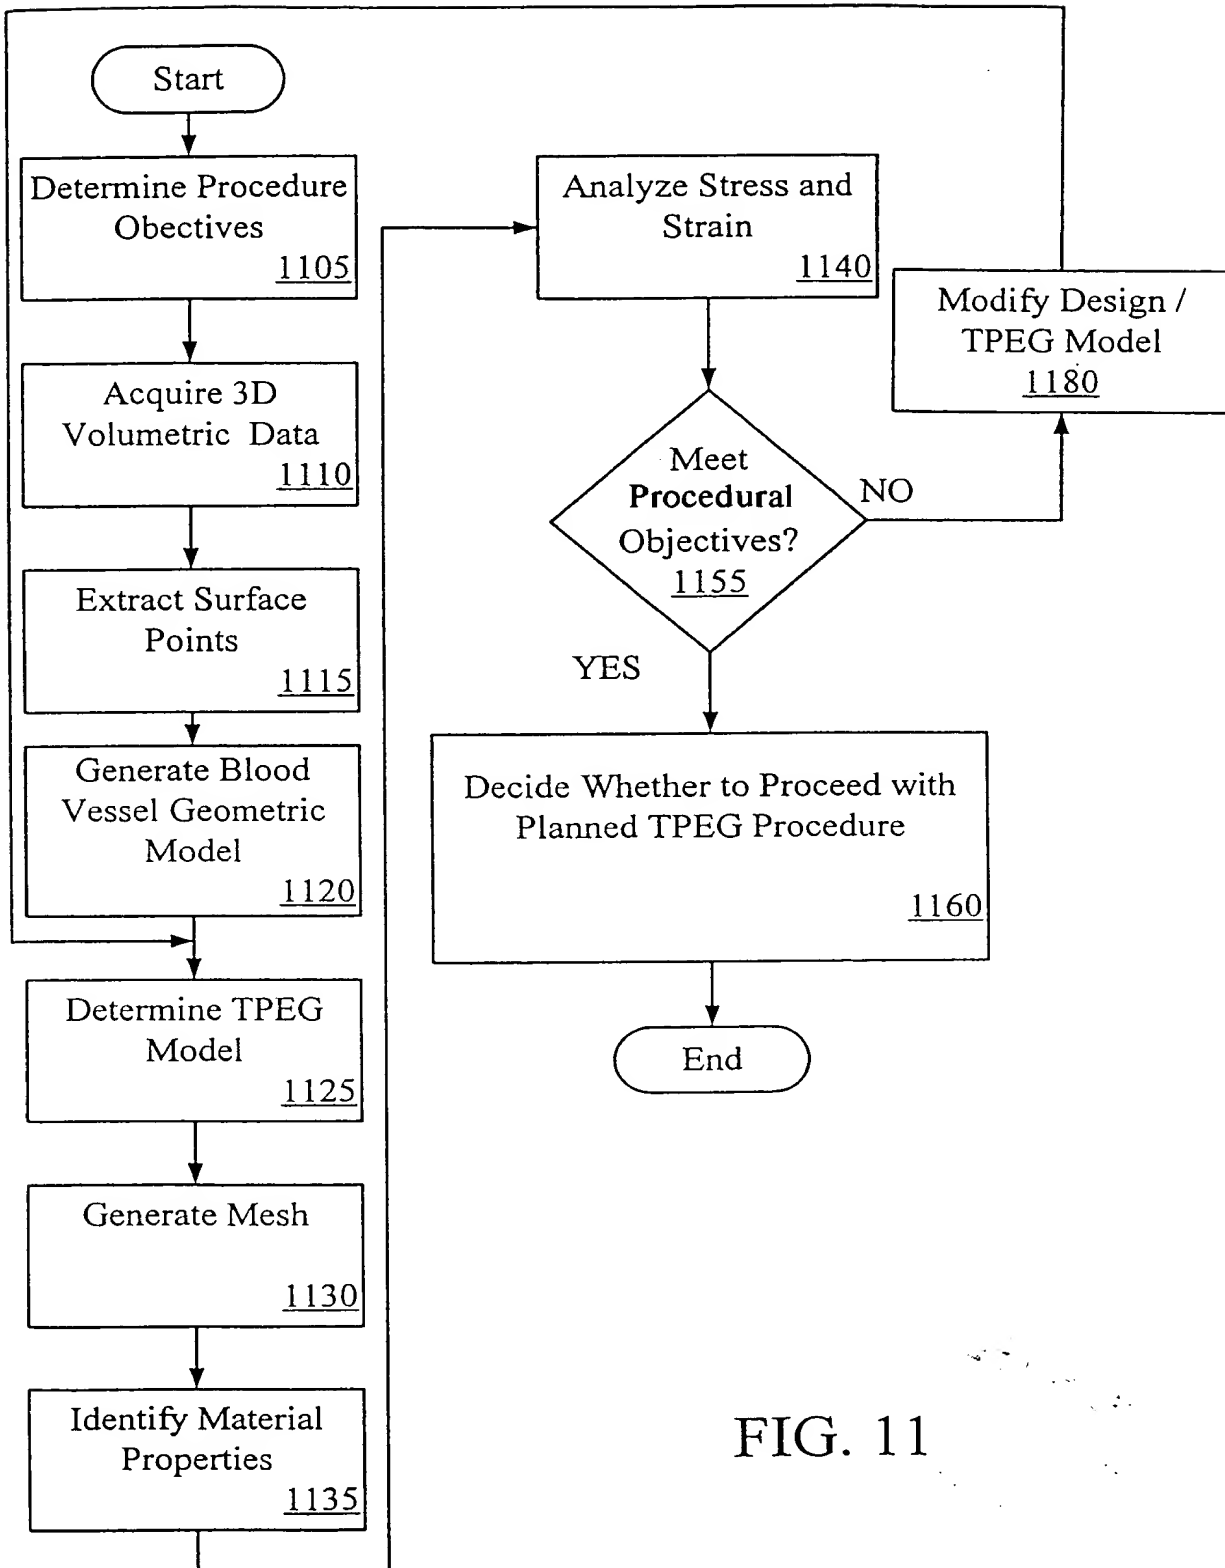 Start
Determine Procedure
Obectives
1105
Acquire 3D
Volumetric Data
1110
Extract Surface
Points
1115
Generate Blood
Vessel Geometric
Model
1120
Determine TPEG
Model
1125
Generate Mesh
1130
Identify Material
Properties
1135
Analyze Stress and
Strain
1140
Meet
Procedural
Objectives?
1155
NO
Modify Design /
TPEG Model
1180
YES
Decide Whether to Proceed with
Planned TPEG Procedure
1160
End
FIG. 11